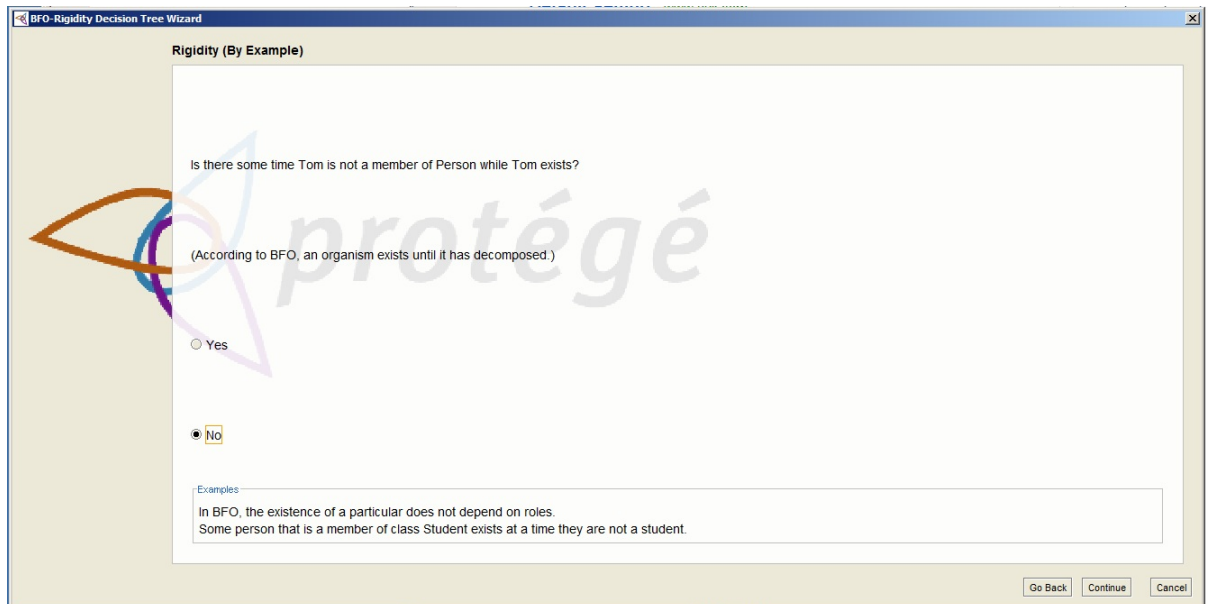 BFO-Rigidity Decision Tree Wizard
Rigidity (By Example)
Is there some time Tom is not a member of Person while Tom exists?
protégé
(According to BFO, an organism exists until it has decomposed.)
Yes
No
Examples
In BFO, the existence of a particular does not depend on roles.
Some person that is a member of class Student exists at a time they are not a student.
Go Back Continue Cancel